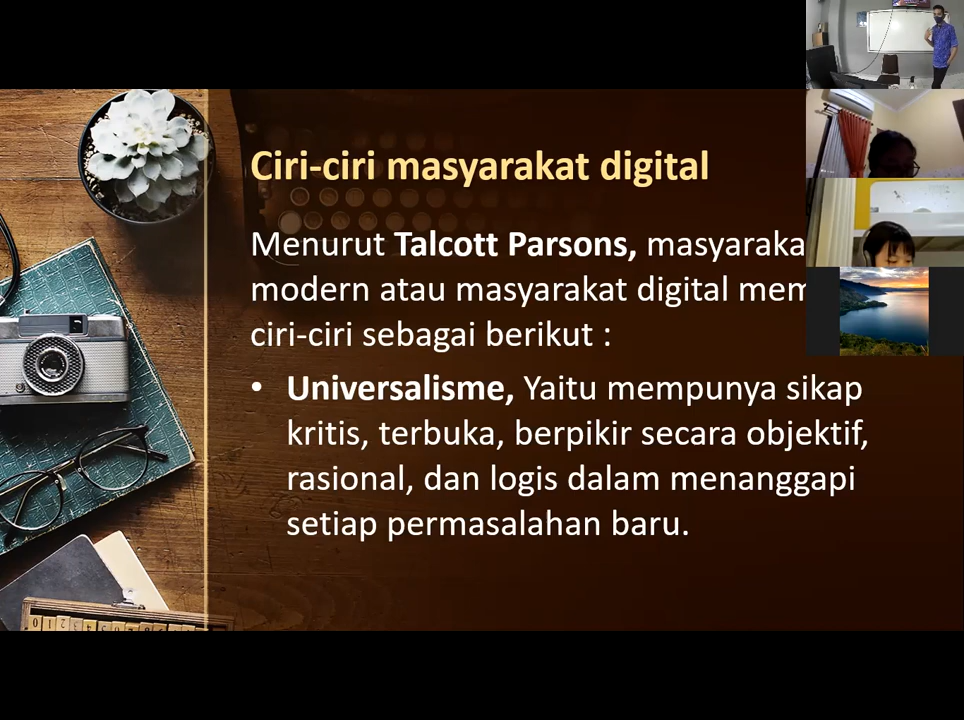 Ciri-ciri masyarakat digital
Menurut Talcott Parsons, masyaraka
modern atau masyarakat digital mem
ciri-ciri sebagai berikut :
• Universalisme, Yaitu mempunya sikap
kritis, terbuka, berpikir secara objektif,
rasional, dan logis dalam menanggapi
setiap permasalahan baru.